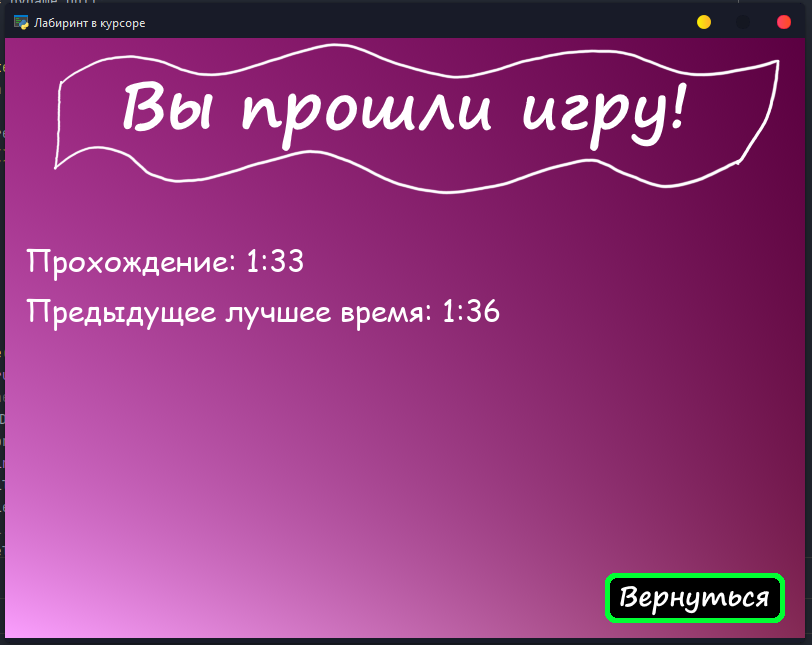 Лабиринт в курсоре
Вы прошли игру!
Прохождение: 1:33
Предыдущее лучшее время: 1:36
Вернуться